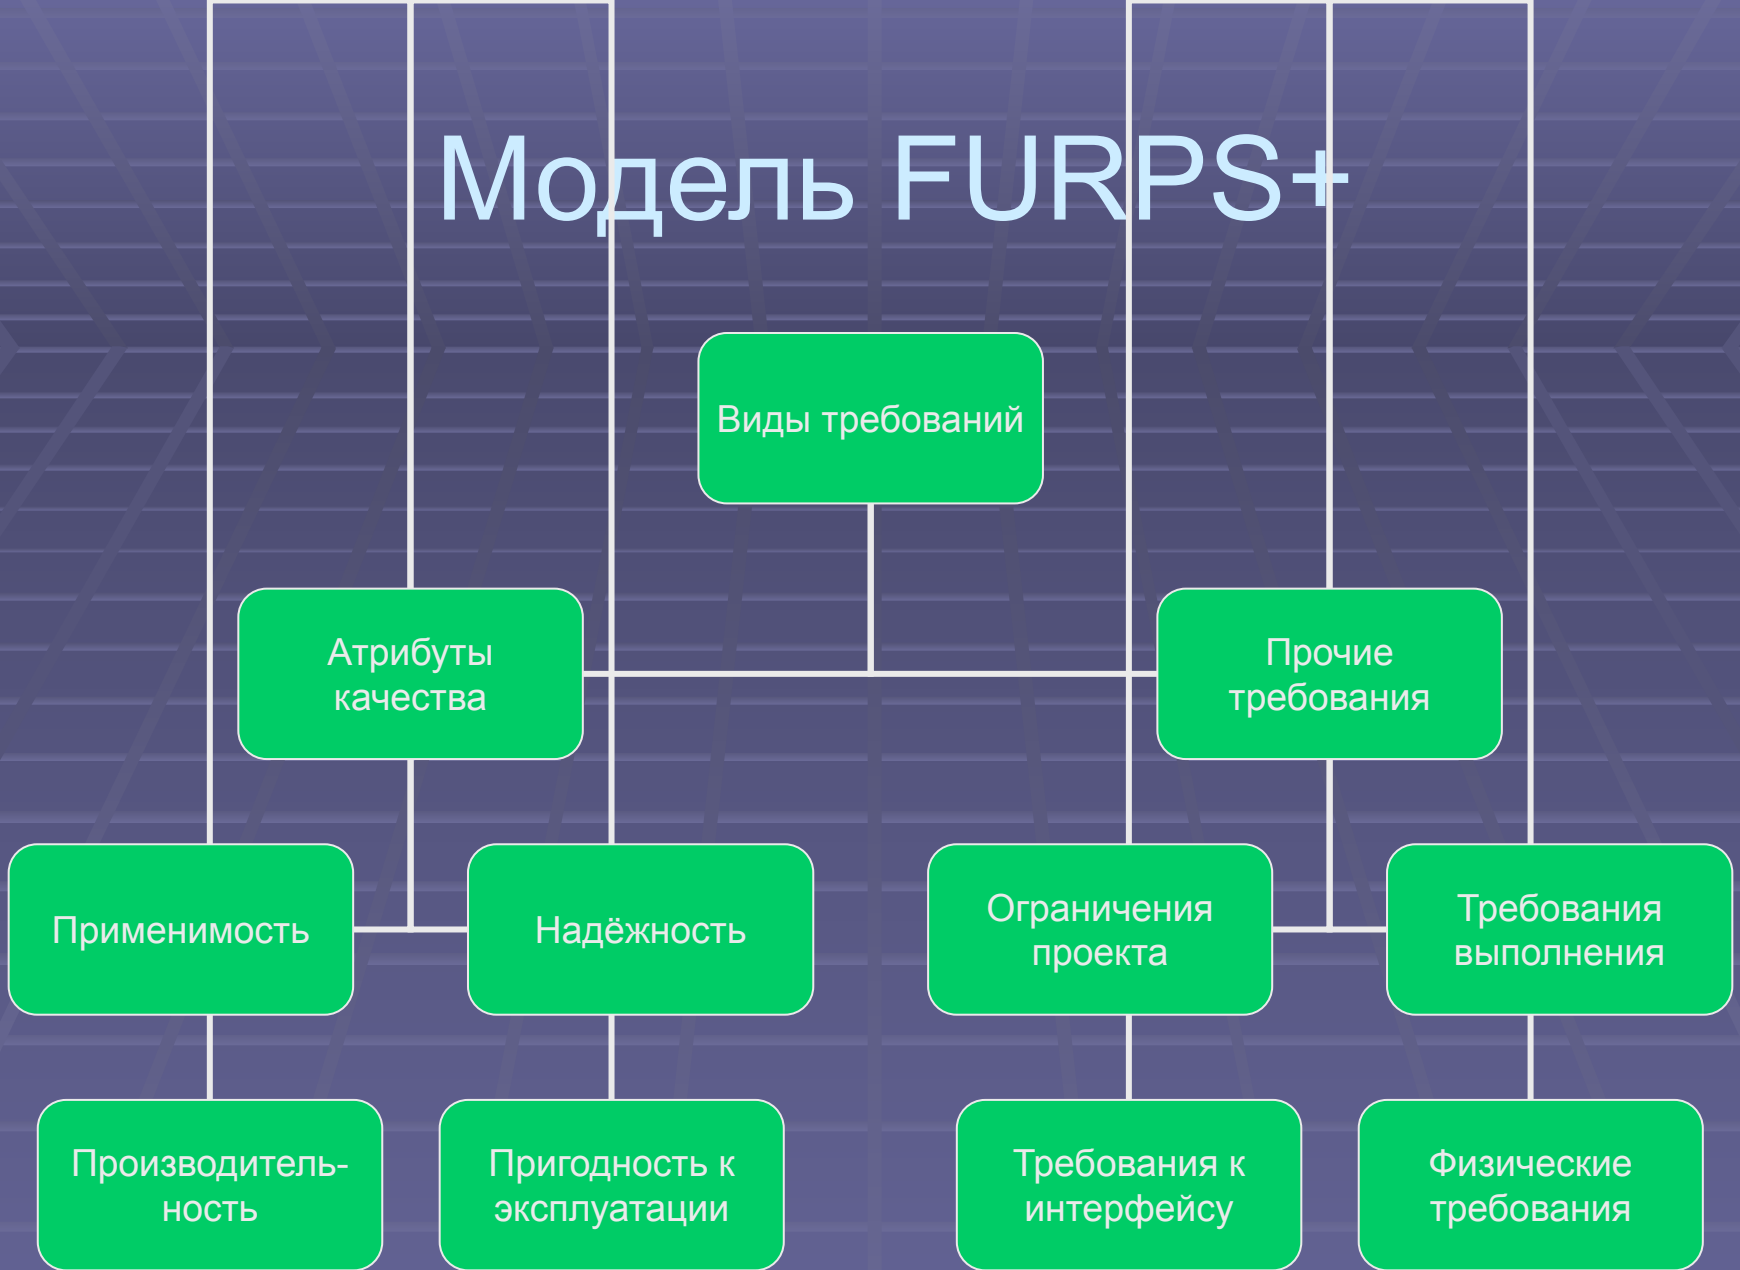 Модель FURPS+
Виды требований
Атрибуты
качества
Прочие
требования
Применимость
Надёжность
Ограничения
проекта
Требования
выполнения
Производитель-
ность
Пригодность к
эксплуатации
Требования к
интерфейсу
Физические
требования